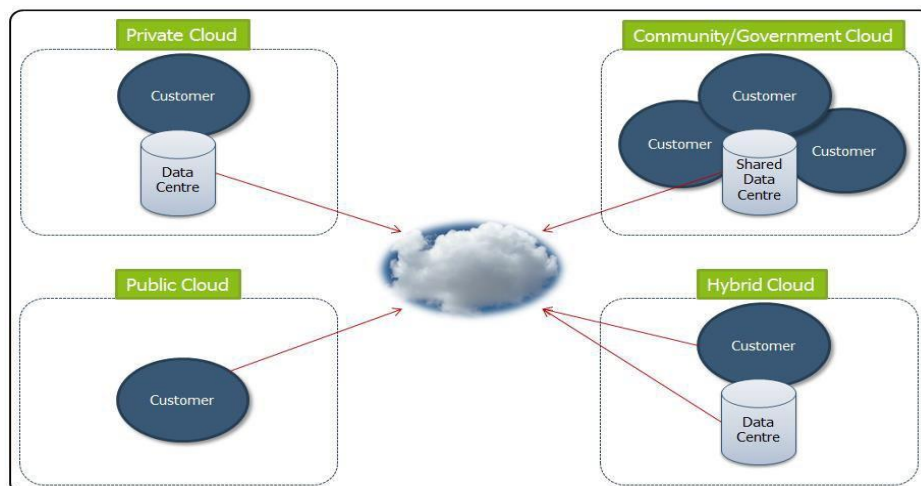 Private Cloud
Customer
Data
Centre
Community/Government Cloud
Customer
Customer
Customer
Shared
Data
Centre
Public Cloud
Customer
Hybrid Cloud
Customer
Data
Centre